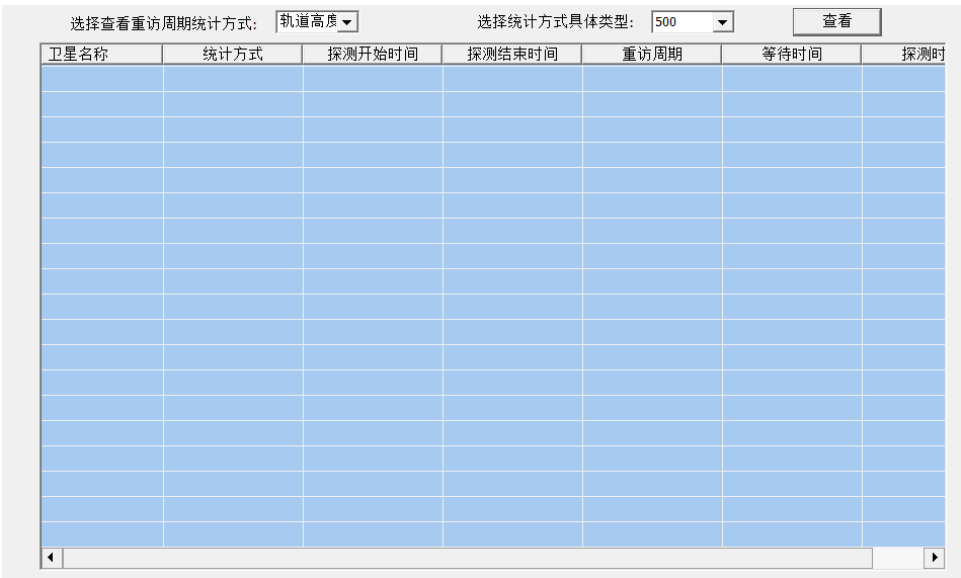 选择查看重访周期统计方式: 轨道高度 选择统计方式具体类型: 500 查看
卫星名称 统计方式 探测开始时间 探测结束时间 重访周期 等待时间 探测时